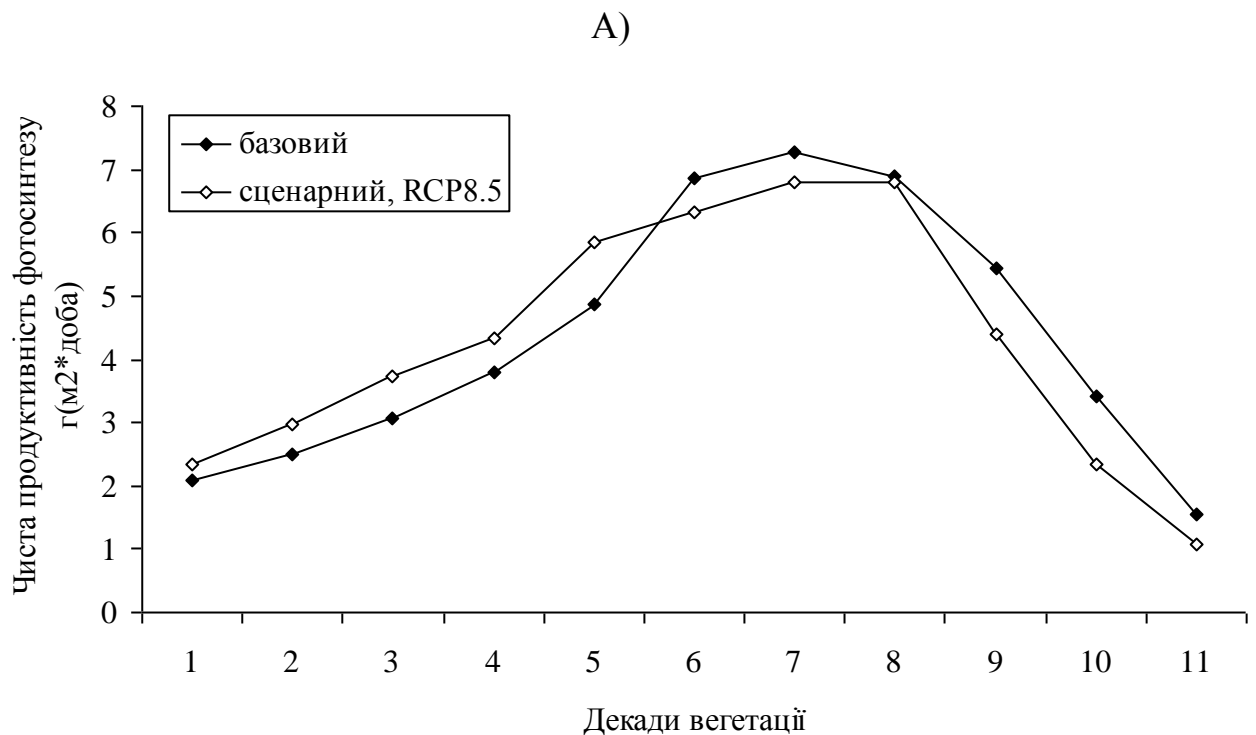 А)
Чиста продуктивність фотосинтезу
г(м2*доба)
8
7
6
5
4
3
2
1
0
базовий
сценарний, RCP8.5
1 2 3 4 5 6 7 8 9 10 11
Декади вегетації